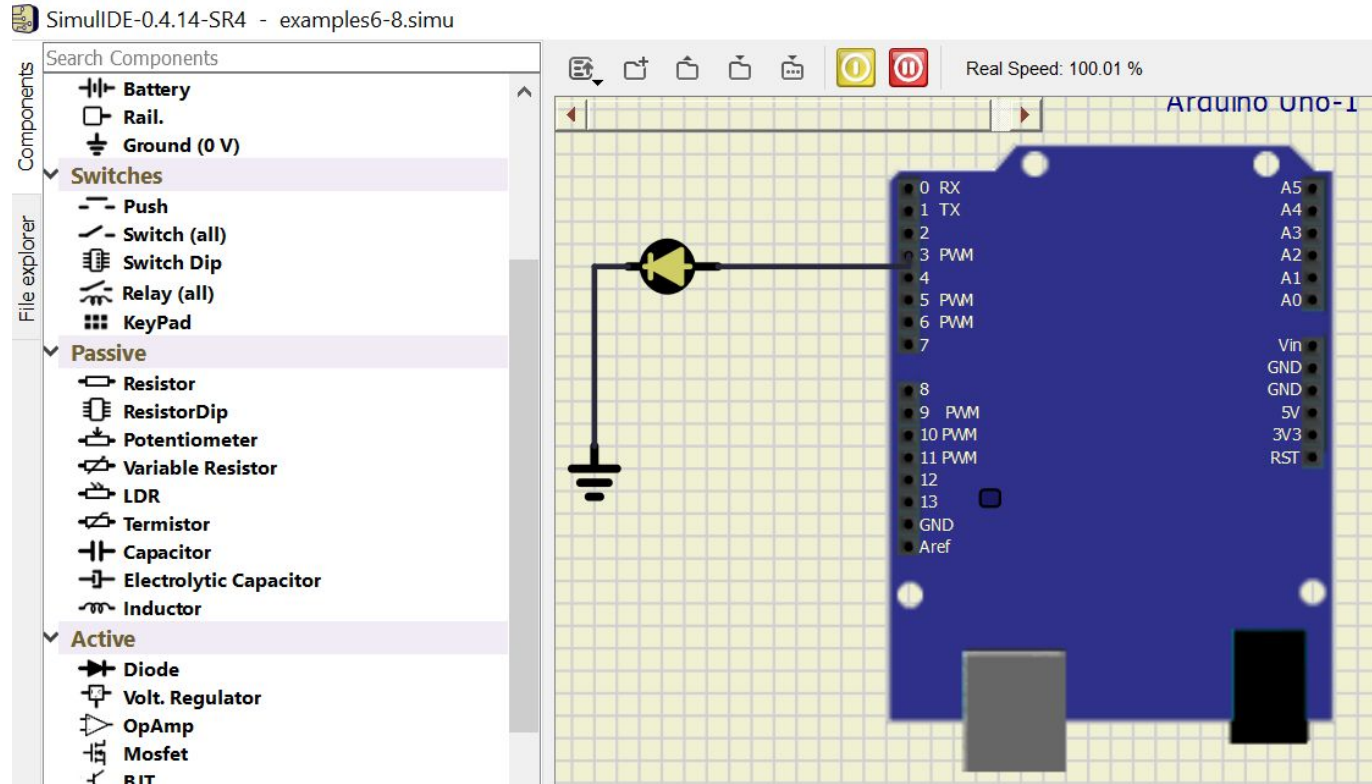 SimulIDE-0.4.14-SR4 - examples6-8.simu
Search Components
Components
File explorer
Battery
Rail.
Ground (0 V)
Switches
Push
Switch (all)
Switch Dip
Relay (all)
KeyPad
Passive
Resistor
ResistorDip
Potentiometer
Variable Resistor
LDR
Termistor
Capacitor
Electrolytic Capacitor
Inductor
Active
Diode
Volt. Regulator
OpAmp
Mosfet
BJT
Real Speed: 100.01 %
Arduino Uno-1
0 RX
1 TX
2
3 PWM
4
5 PWM
6 PWM
7
8
9 PWM
10 PWM
11 PWM
12
13
GND
Aref
A5
A4
A3
A2
A1
A0
Vin
GND
GND
5V
3V3
RST